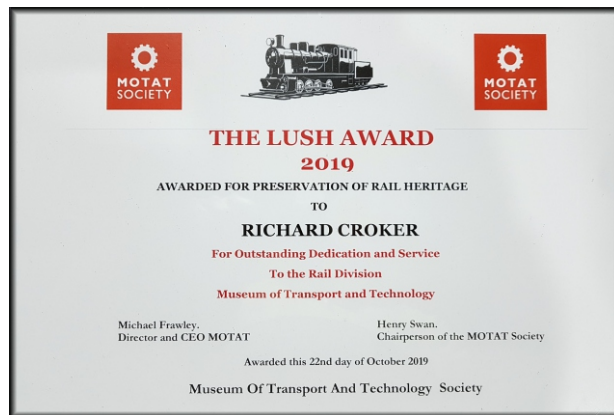 MOTAT
SOCIETY
MOTAT
SOCIETY
THE LUSH AWARD
2019
AWARDED FOR PRESERVATION OF RAIL HERITAGE
TO
RICHARD CROKER
For Outstanding Dedication and Service
To the Rail Division
Museum of Transport and Technology
Michael Frawley.
Director and CEO MOTAT
Henry Swan.
Chairperson of the MOTAT Society
Awarded this 22nd day of October 2019
Museum Of Transport And Technology Society